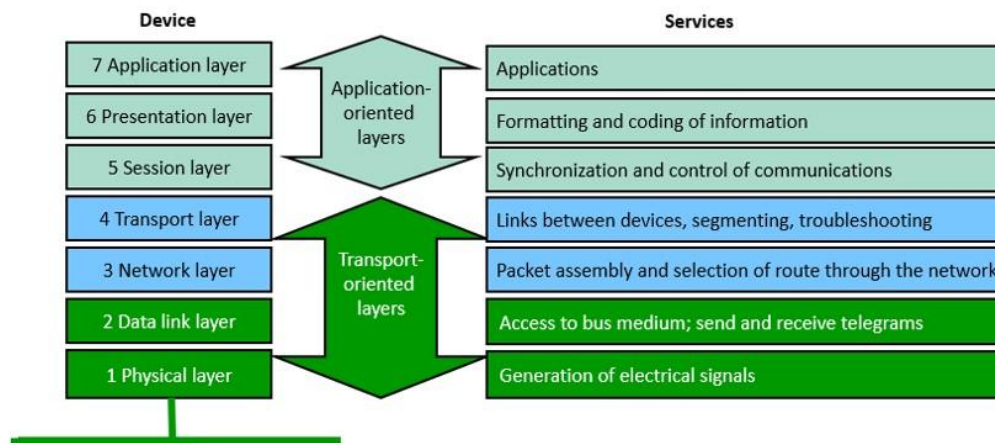 Device
Services
7 Application layer
Applications
6 Presentation layer
Formatting and coding of information
5 Session layer
Synchronization and control of communications
Application-
oriented
layers
4 Transport layer
Links between devices, segmenting, troubleshooting
3 Network layer
Packet assembly and selection of route through the network
2 Data link layer
Access to bus medium; send and receive telegrams
1 Physical layer
Generation of electrical signals
Transport-
oriented
layers